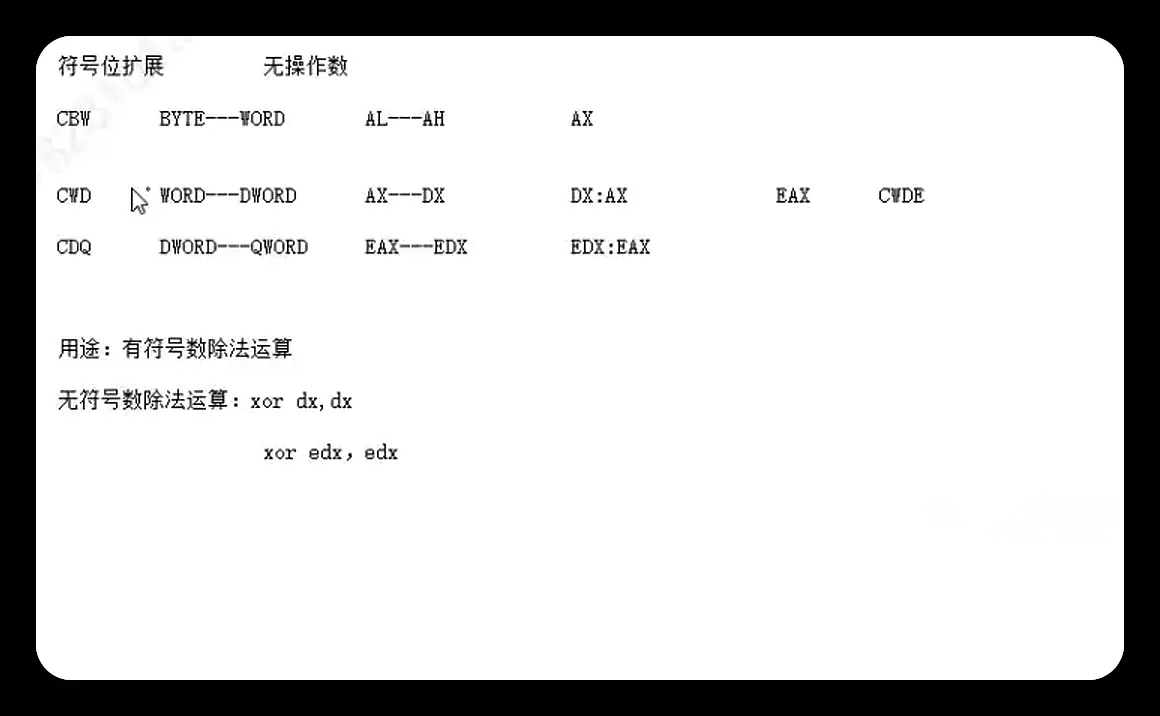 符号位扩展 无操作数
CBW BYTE---WORD AL---AH AX
CWD WORD---DWORD AX---DX DX:AX EAX CWDE
CDQ DWORD---QWORD EAX---EDX EDX:EAX
用途：有符号数除法运算
无符号数除法运算：xor dx,dx
xor edx，edx